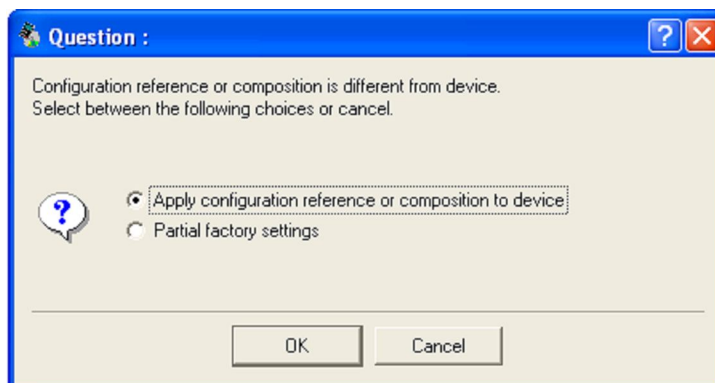 Question :
Configuration reference or composition is different from device.
Select between the following choices or cancel.
Apply configuration reference or composition to device
Partial factory settings
OK
Cancel